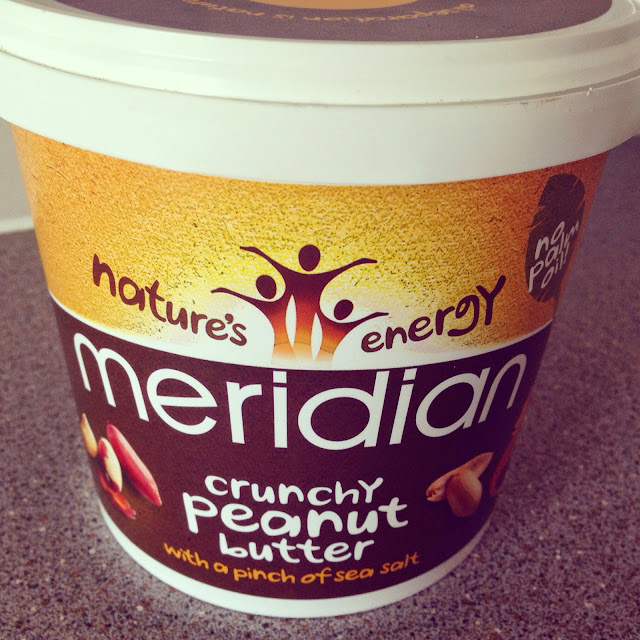 no
palm
oil
nature's energy
meridian
crunchy
peanut
butter
with a pinch of sea salt